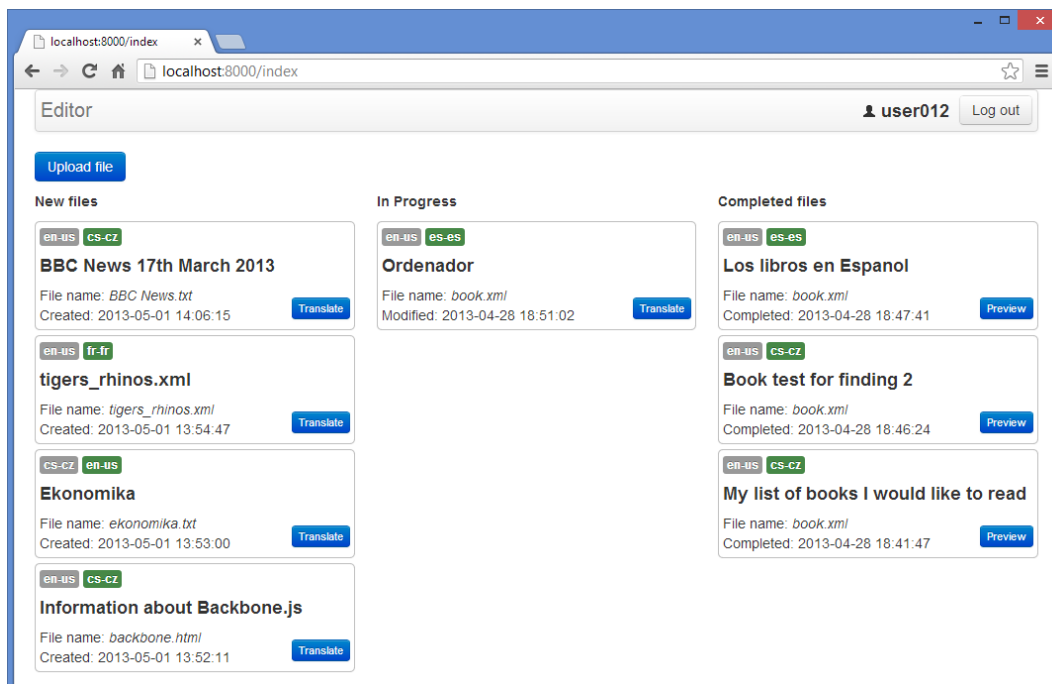 localhost:8000/index
localhost:8000/index
Editor
user012
Log out
Upload file
New files
en-us cs-cz
BBC News 17th March 2013
File name: BBC News.txt
Created: 2013-05-01 14:06:15
Translate
en-us fr-fr
tigers_rhinos.xml
File name: tigers_rhinos.xml
Created: 2013-05-01 13:54:47
Translate
cs-cz en-us
Ekonomika
File name: ekonomika.txt
Created: 2013-05-01 13:53:00
Translate
en-us cs-cz
Information about Backbone.js
File name: backbone.html
Created: 2013-05-01 13:52:11
Translate
In Progress
en-us es-es
Ordenador
File name: book.xml
Modified: 2013-04-28 18:51:02
Translate
Completed files
en-us es-es
Los libros en Espanol
File name: book.xml
Completed: 2013-04-28 18:47:41
Preview
en-us cs-cz
Book test for finding 2
File name: book.xml
Completed: 2013-04-28 18:46:24
Preview
en-us cs-cz
My list of books I would like to read
File name: book.xml
Completed: 2013-04-28 18:41:47
Preview